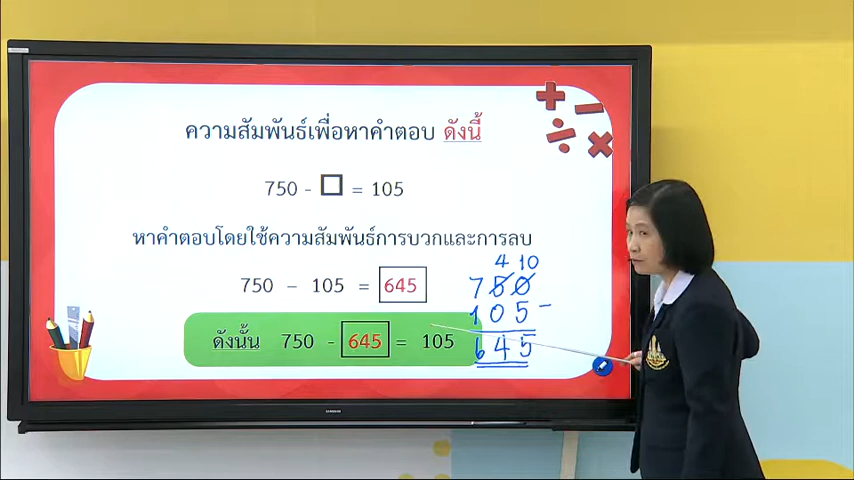 ความสัมพันธ์เพื่อหาคำตอบ ดังนี้
750 - □ = 105
หาคำตอบโดยใช้ความสัมพันธ์การบวกและการลบ
750 - 105 = 645
ดังนั้น 750 - 645 = 105
4 10
750
105 -
645
SAMSUNG